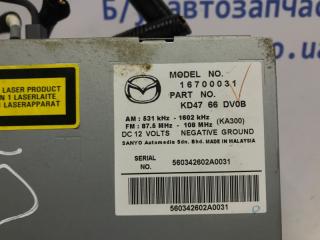 Б/у автозапчас
LASER PRODUCT
N 1 LASERLAITE
LASERAPPARAT
MODEL NO.
16700031
PART NO.
KD47 66 DV0B
AM : 531 kHz - 1602 kHz
FM : 87.5 MHz - 108 MHz (KA300)
DC 12 VOLTS NEGATIVE GROUND
SANYO Automedia Sdn. Bhd. MADE IN MALAYSIA
SERIAL NO. 560342602A0031
560342602A0031